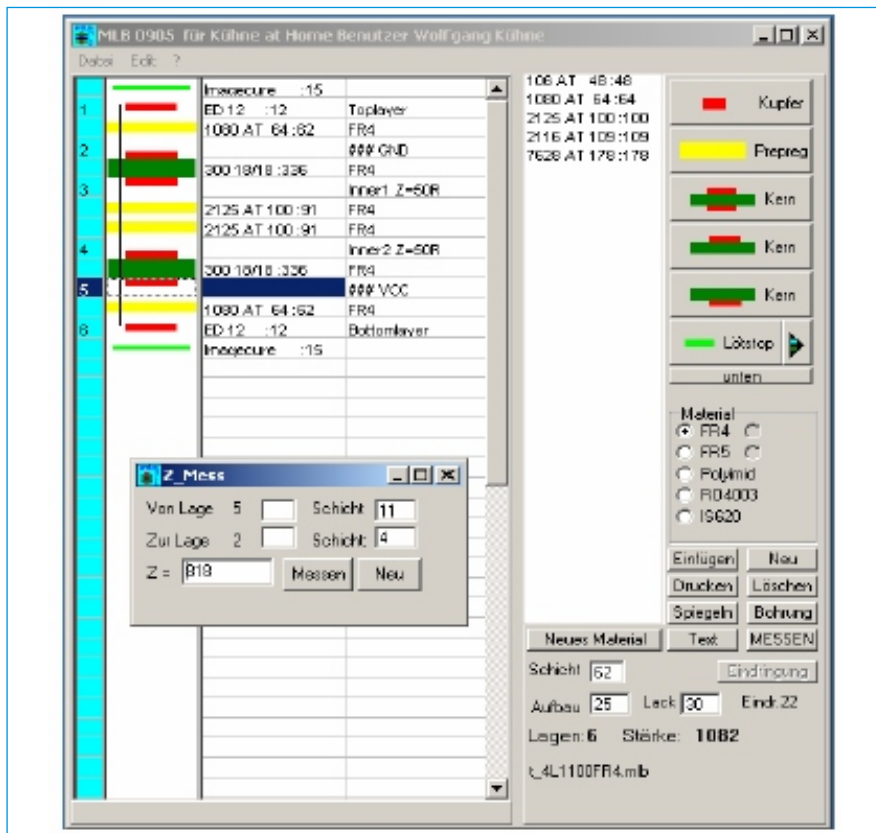 MLB 0905 für Kühne at Home Benutzer Wolfgang Kühne
Datei Edit ?
Imagecure :15
1 ED 12 :12 Toplayer
1080 AT 64 :62 FR4
2 ### GND
300 18/18 :336 FR4
3 Inner1 Z=50R
2125 AT 100 :91 FR4
2125 AT 100 :91 FR4
4 Inner2 Z=50R
300 18/18 :336 FR4
5 ### VCC
1080 AT 64 :62 FR4
6 ED 12 :12 Bottomlayer
Imagecure :15
106 AT 48 :48
1080 AT 64 :64
2125 AT 100 :100
2116 AT 109 :109
7628 AT 178 :178
Kupfer
Prepreg
Kern
Kern
Kern
Lötstop
unten
Material
FR4
FR5
Polyimid
RO4003
IS620
Einfügen Neu
Drucken Löschen
Spiegeln Bohrung
Neues Material Text MESSEN
Schicht 62 Eindringung
Aufbau 25 Lack 30 Eindr. 22
Lagen: 6 Stärke: 1082
t_4L1100FR4.mlb
Z_Mess
Von Lage 5 Schicht 11
Zur Lage 2 Schicht: 4
Z = 818 Messen Neu